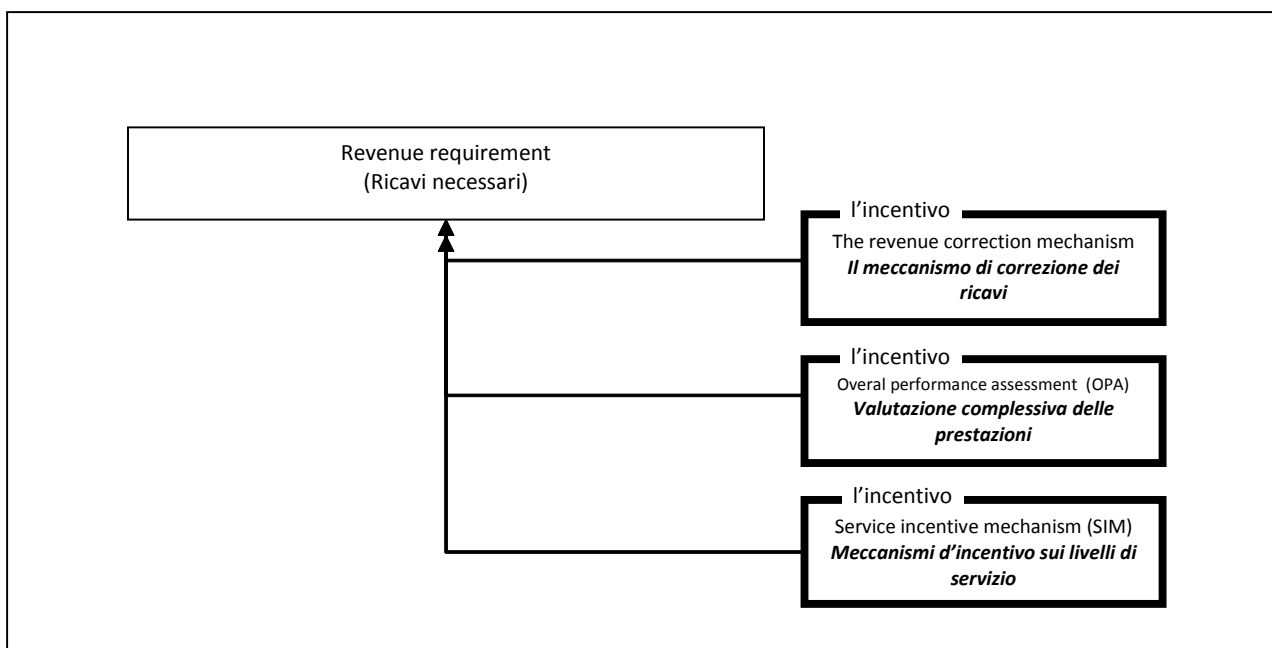 Revenue requirement
(Ricavi necessari)
l’incentivo
The revenue correction mechanism
Il meccanismo di correzione dei
ricavi
l’incentivo
Overal performance assessment (OPA)
Valutazione complessiva delle
prestazioni
l’incentivo
Service incentive mechanism (SIM)
Meccanismi d’incentivo sui livelli di
servizio